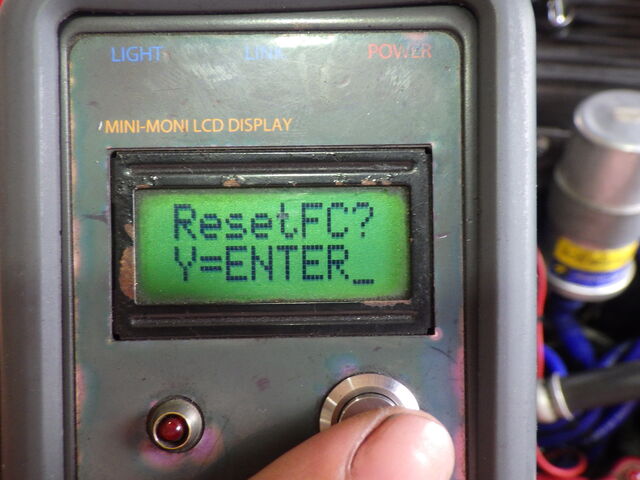 LIGHT LINK POWER
MINI-MONI LCD DISPLAY
ResetFC?
Y=ENTER_